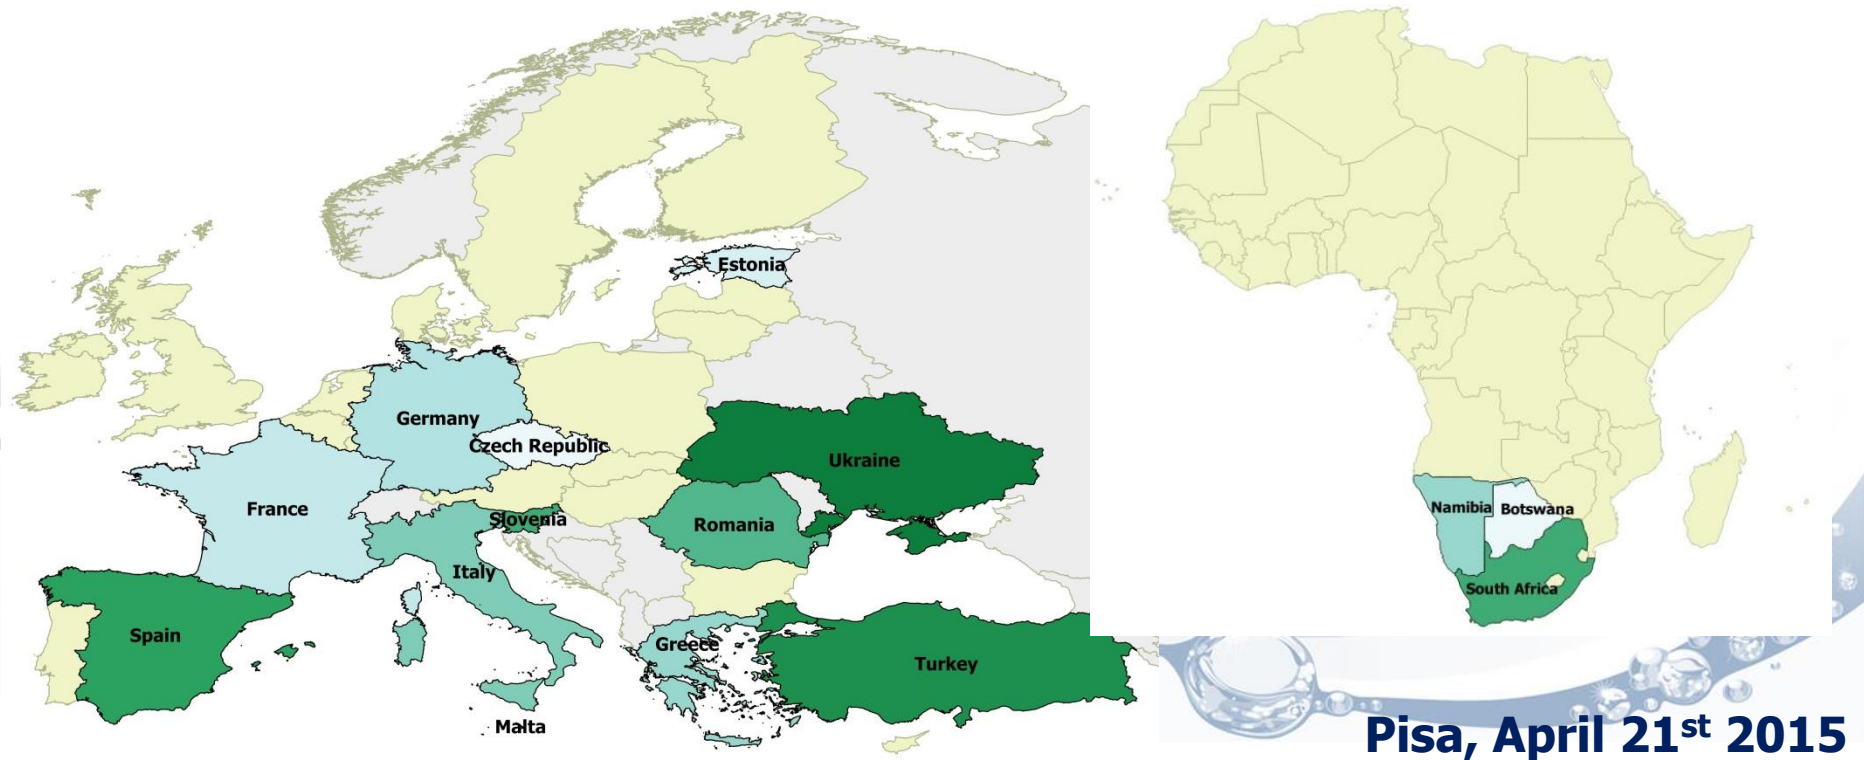 Estonia
Germany
Czech Republic
Ukraine
France
Slovenia
Romania
Italy
Spain
Greece
Turkey
Malta
Namibia
Botswana
South Africa
Pisa, April 21st 2015